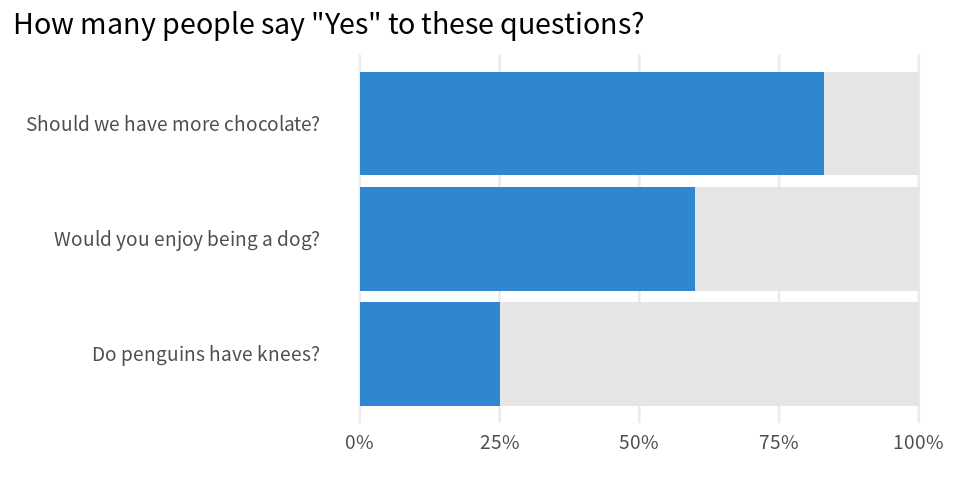 How many people say "Yes" to these questions?
Should we have more chocolate?
Would you enjoy being a dog?
Do penguins have knees?
0% 25% 50% 75% 100%